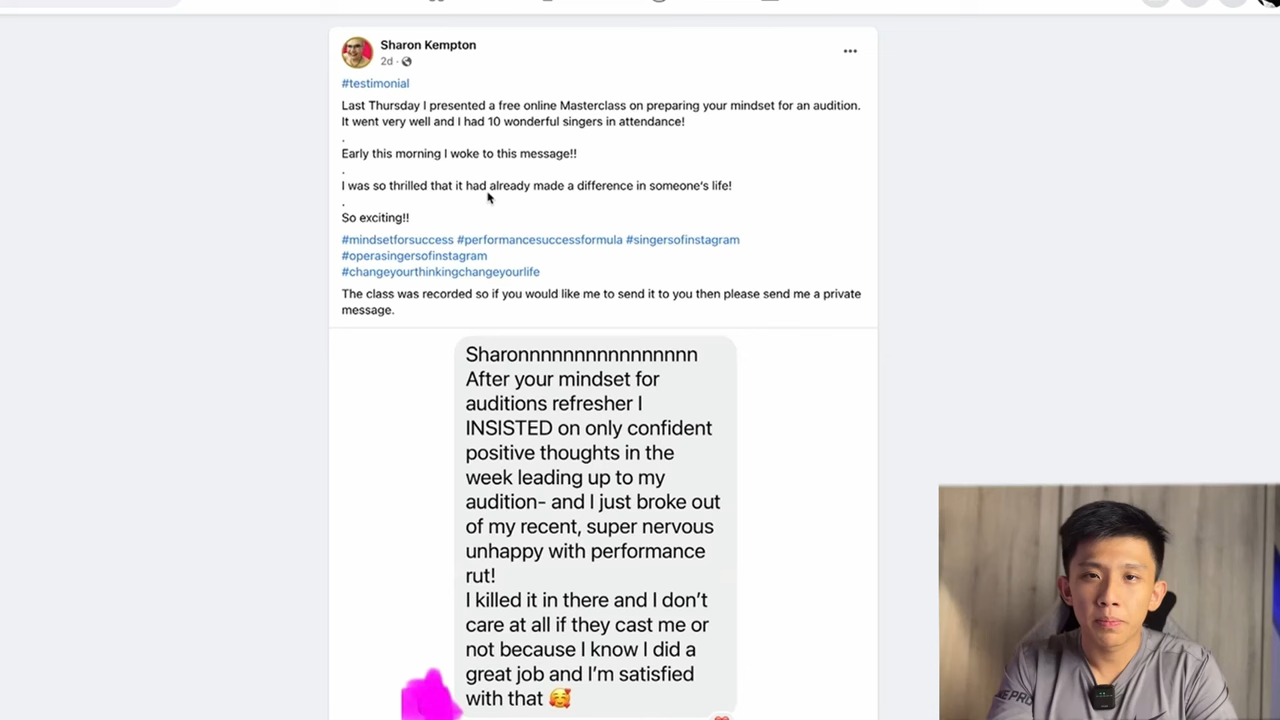 Sharon Kempton
2d ·
#testimonial
Last Thursday I presented a free online Masterclass on preparing your mindset for an audition.
It went very well and I had 10 wonderful singers in attendance!
.
Early this morning I woke to this message!!
.
I was so thrilled that it had already made a difference in someone's life!
.
So exciting!!
#mindsetforsuccess #performancesuccessformula #singersofinstagram
#operasingersofinstagram
#changeyourthinkingchangeyourlife
The class was recorded so if you would like me to send it to you then please send me a private
message.
Sharonnnnnnnnnnnnnnnnn
After your mindset for
auditions refresher I
INSISTED on only confident
positive thoughts in the
week leading up to my
audition- and I just broke out
of my recent, super nervous
unhappy with performance
rut!
I killed it in there and I don't
care at all if they cast me or
not because I know I did a
great job and I'm satisfied
with that 🥰